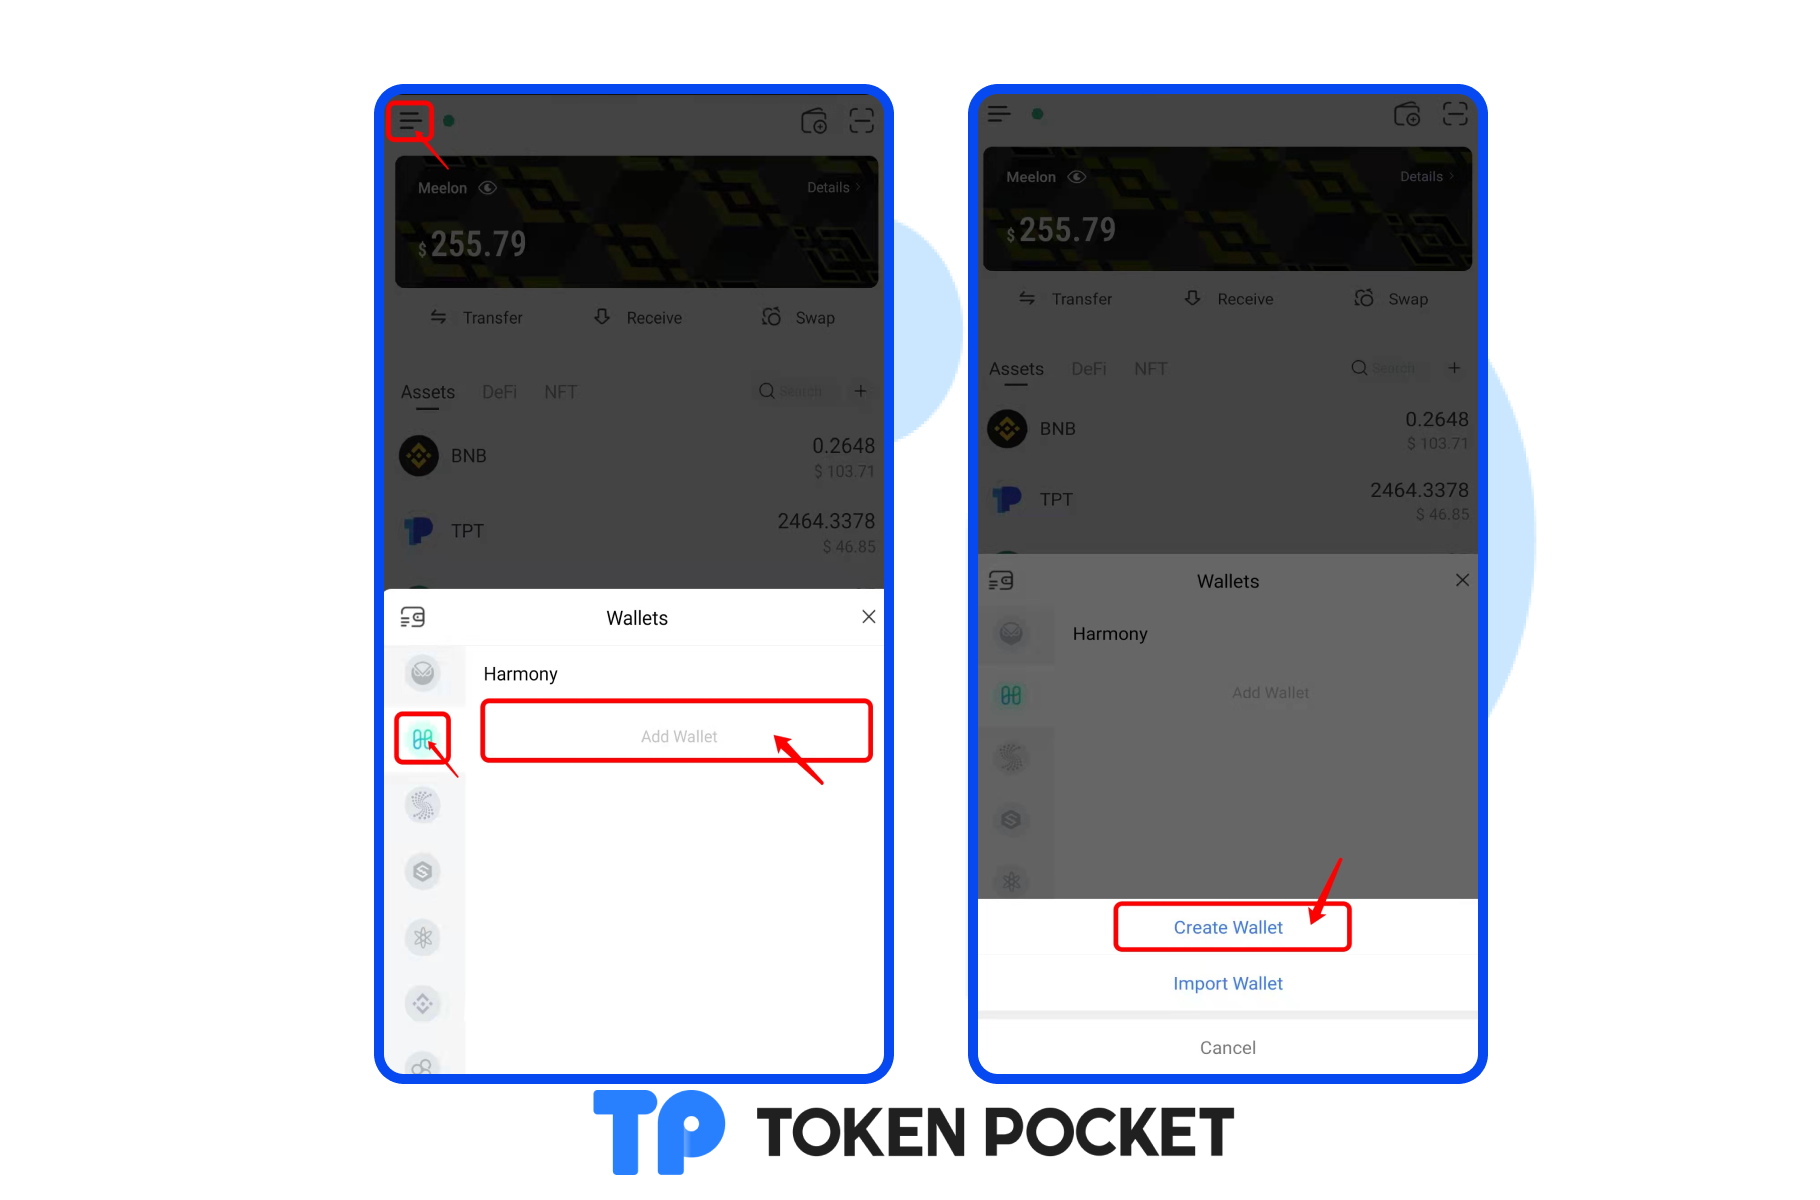 Meelon
Details
$ 255.79
Transfer
Receive
Swap
Assets
DeFi
NFT
Search
BNB
0.2648
$ 103.71
TPT
2464.3378
$ 46.85
Wallets
Harmony
Add Wallet
Meelon
Details
$ 255.79
Transfer
Receive
Swap
Assets
DeFi
NFT
Search
BNB
0.2648
$ 103.71
TPT
2464.3378
$ 46.85
Wallets
Harmony
Add Wallet
Create Wallet
Import Wallet
Cancel
TP TOKEN POCKET